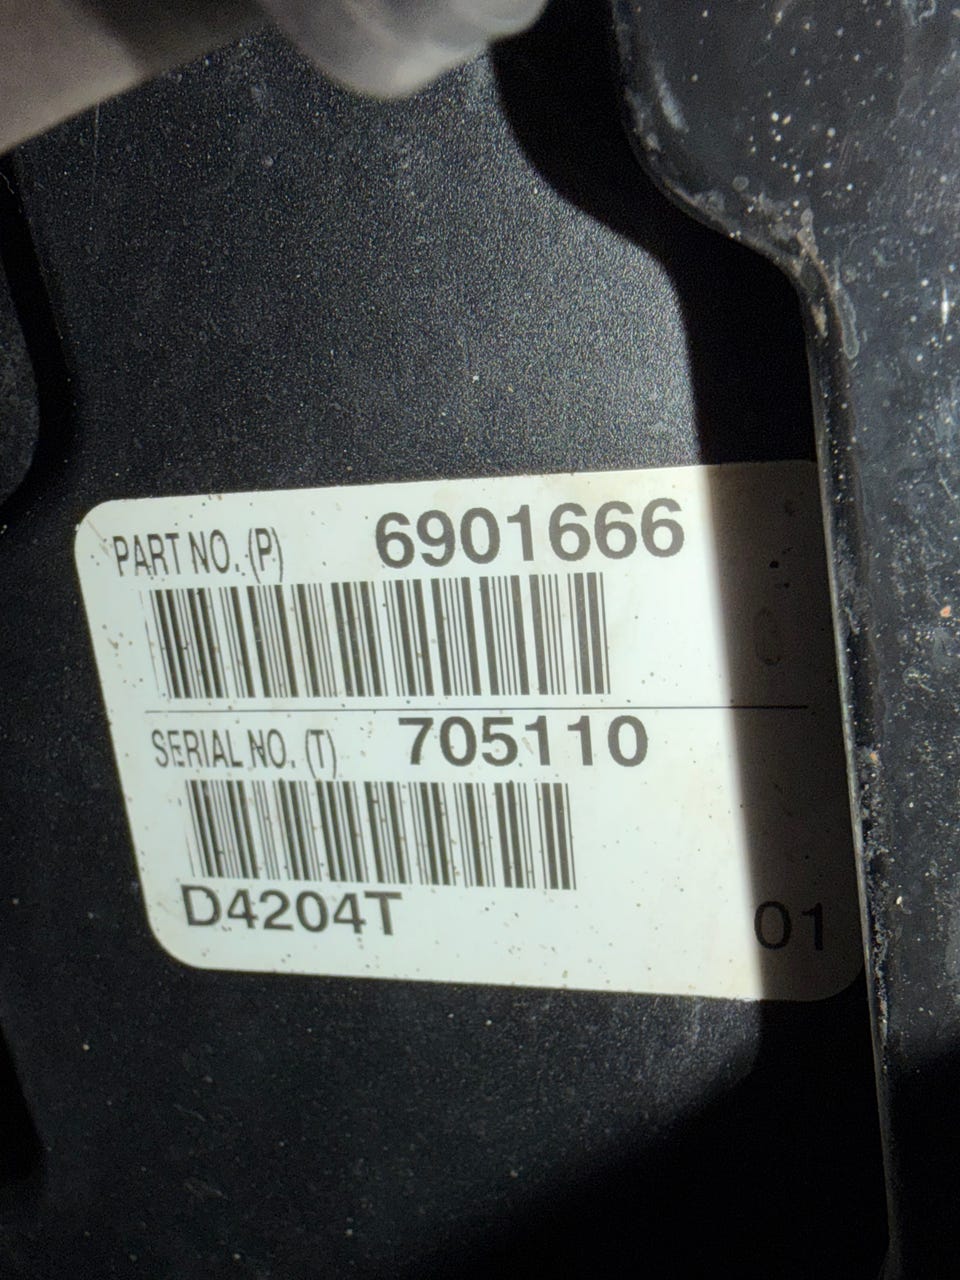 PART NO. (P) 6901666
SERIAL NO. (T) 705110
D4204T 01